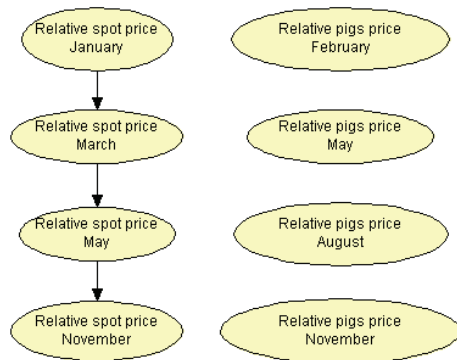 Relative spot price
January
Relative pigs price
February
Relative spot price
March
Relative pigs price
May
Relative spot price
May
Relative pigs price
August
Relative spot price
November
Relative pigs price
November